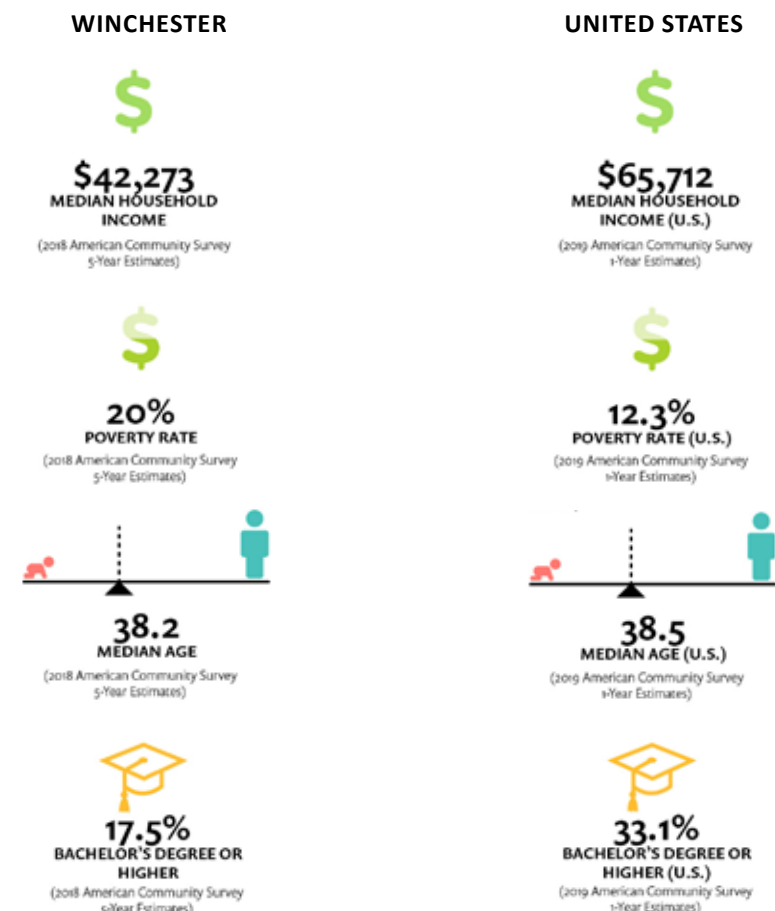 WINCHESTER
$
$42,273
MEDIAN HOUSEHOLD
INCOME
(2018 American Community Survey
5-Year Estimates)
$
20%
POVERTY RATE
(2018 American Community Survey
5-Year Estimates)
38.2
MEDIAN AGE
(2018 American Community Survey
5-Year Estimates)
17.5%
BACHELOR'S DEGREE OR
HIGHER
(2018 American Community Survey
5-Year Estimates)
UNITED STATES
$
$65,712
MEDIAN HOUSEHOLD
INCOME (U.S.)
(2019 American Community Survey
1-Year Estimates)
$
12.3%
POVERTY RATE (U.S.)
(2019 American Community Survey
1-Year Estimates)
38.5
MEDIAN AGE (U.S.)
(2019 American Community Survey
1-Year Estimates)
33.1%
BACHELOR'S DEGREE OR
HIGHER (U.S.)
(2019 American Community Survey
1-Year Estimates)